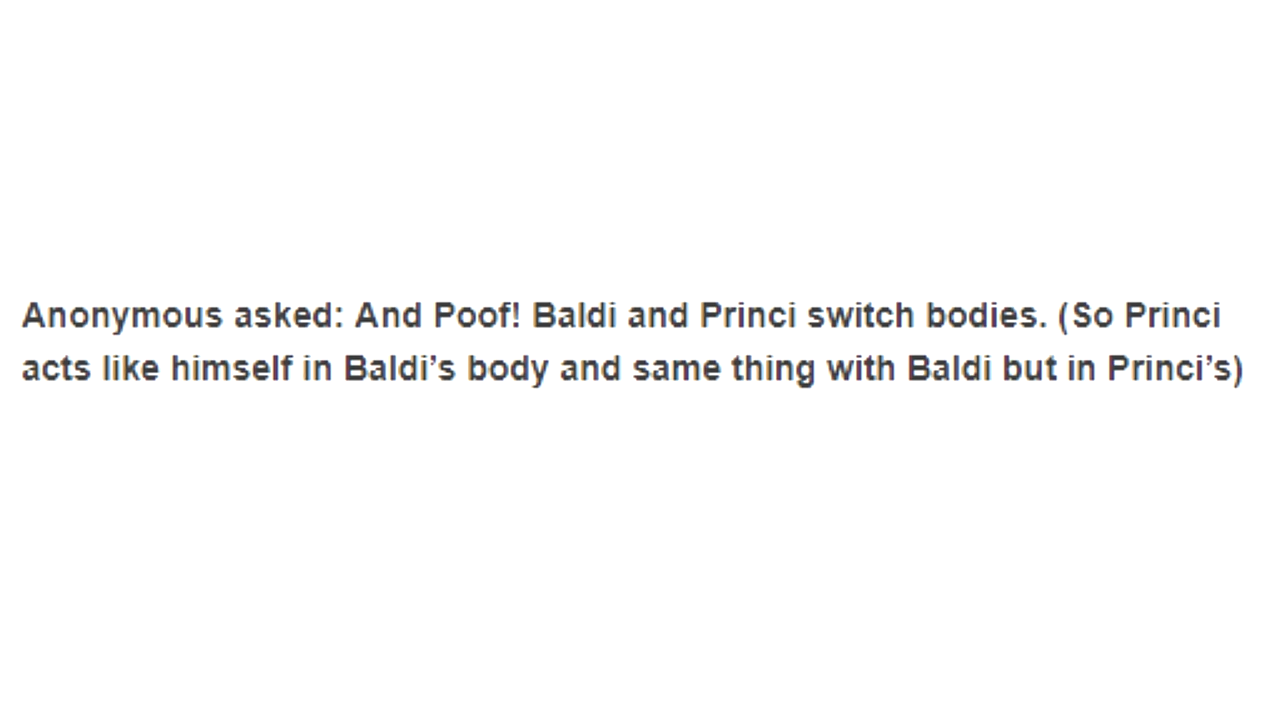 Anonymous asked: And Poof! Baldi and Princi switch bodies. (So Princi
acts like himself in Baldi’s body and same thing with Baldi but in Princi’s)